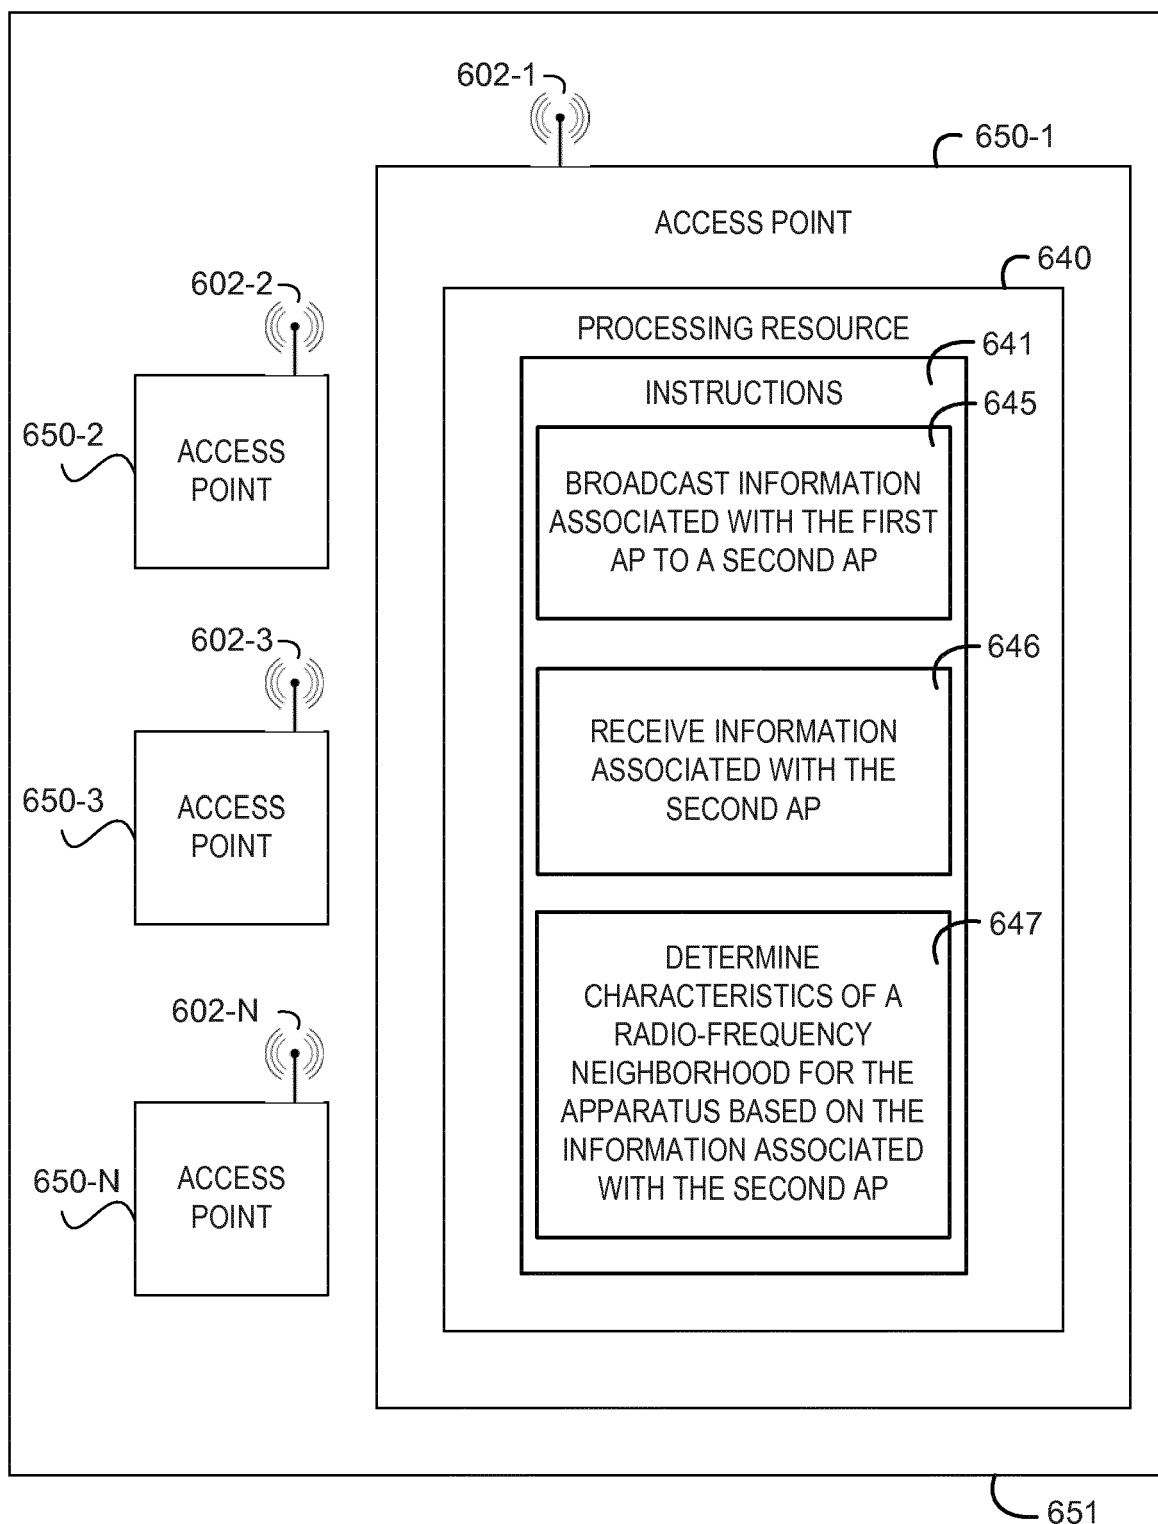 602-1
650-1
ACCESS POINT
640
602-2
PROCESSING RESOURCE
641
INSTRUCTIONS
645
650-2
ACCESS
POINT
BROADCAST INFORMATION
ASSOCIATED WITH THE FIRST
AP TO A SECOND AP
602-3
646
RECEIVE INFORMATION
ASSOCIATED WITH THE
SECOND AP
650-3
ACCESS
POINT
647
DETERMINE
CHARACTERISTICS OF A
RADIO-FREQUENCY
NEIGHBORHOOD FOR THE
APPARATUS BASED ON THE
INFORMATION ASSOCIATED
WITH THE SECOND AP
602-N
650-N
ACCESS
POINT
651